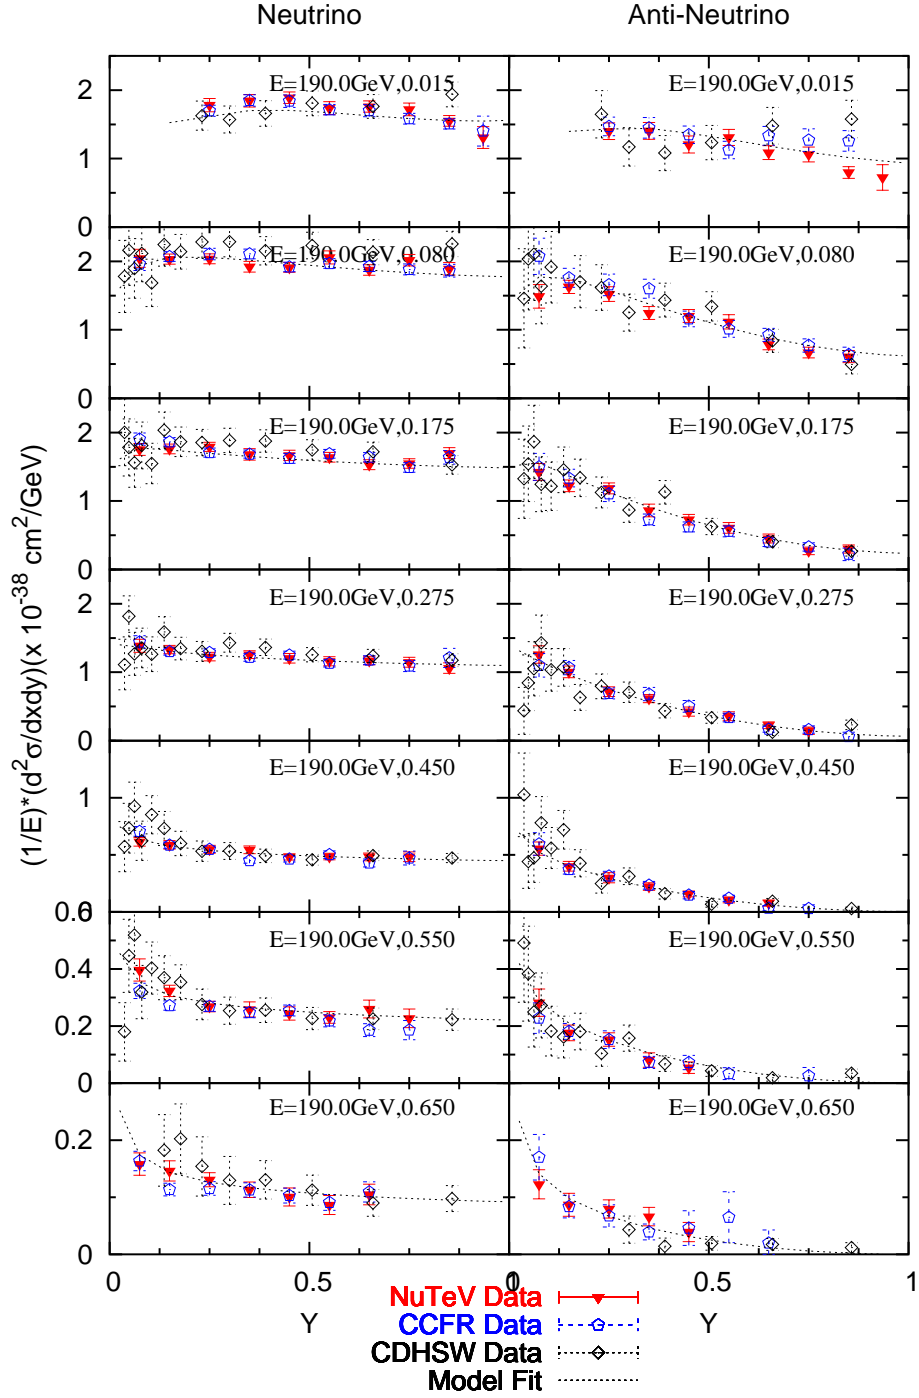 Neutrino Anti-Neutrino
E=190.0GeV,0.015 E=190.0GeV,0.015
2
1
0
E=190.0GeV,0.080 E=190.0GeV,0.080
2
1
0
E=190.0GeV,0.175 E=190.0GeV,0.175
2
1
0
E=190.0GeV,0.275 E=190.0GeV,0.275
2
1
0
E=190.0GeV,0.450 E=190.0GeV,0.450
1
0.6
E=190.0GeV,0.550 E=190.0GeV,0.550
0.4
0.2
0
E=190.0GeV,0.650 E=190.0GeV,0.650
0.2
0
(1/E)*(d²σ/dxdy)(x 10⁻³⁸ cm²/GeV)
0 0.5 0 0.5 1
Y Y
NuTeV Data
CCFR Data
CDHSW Data
Model Fit